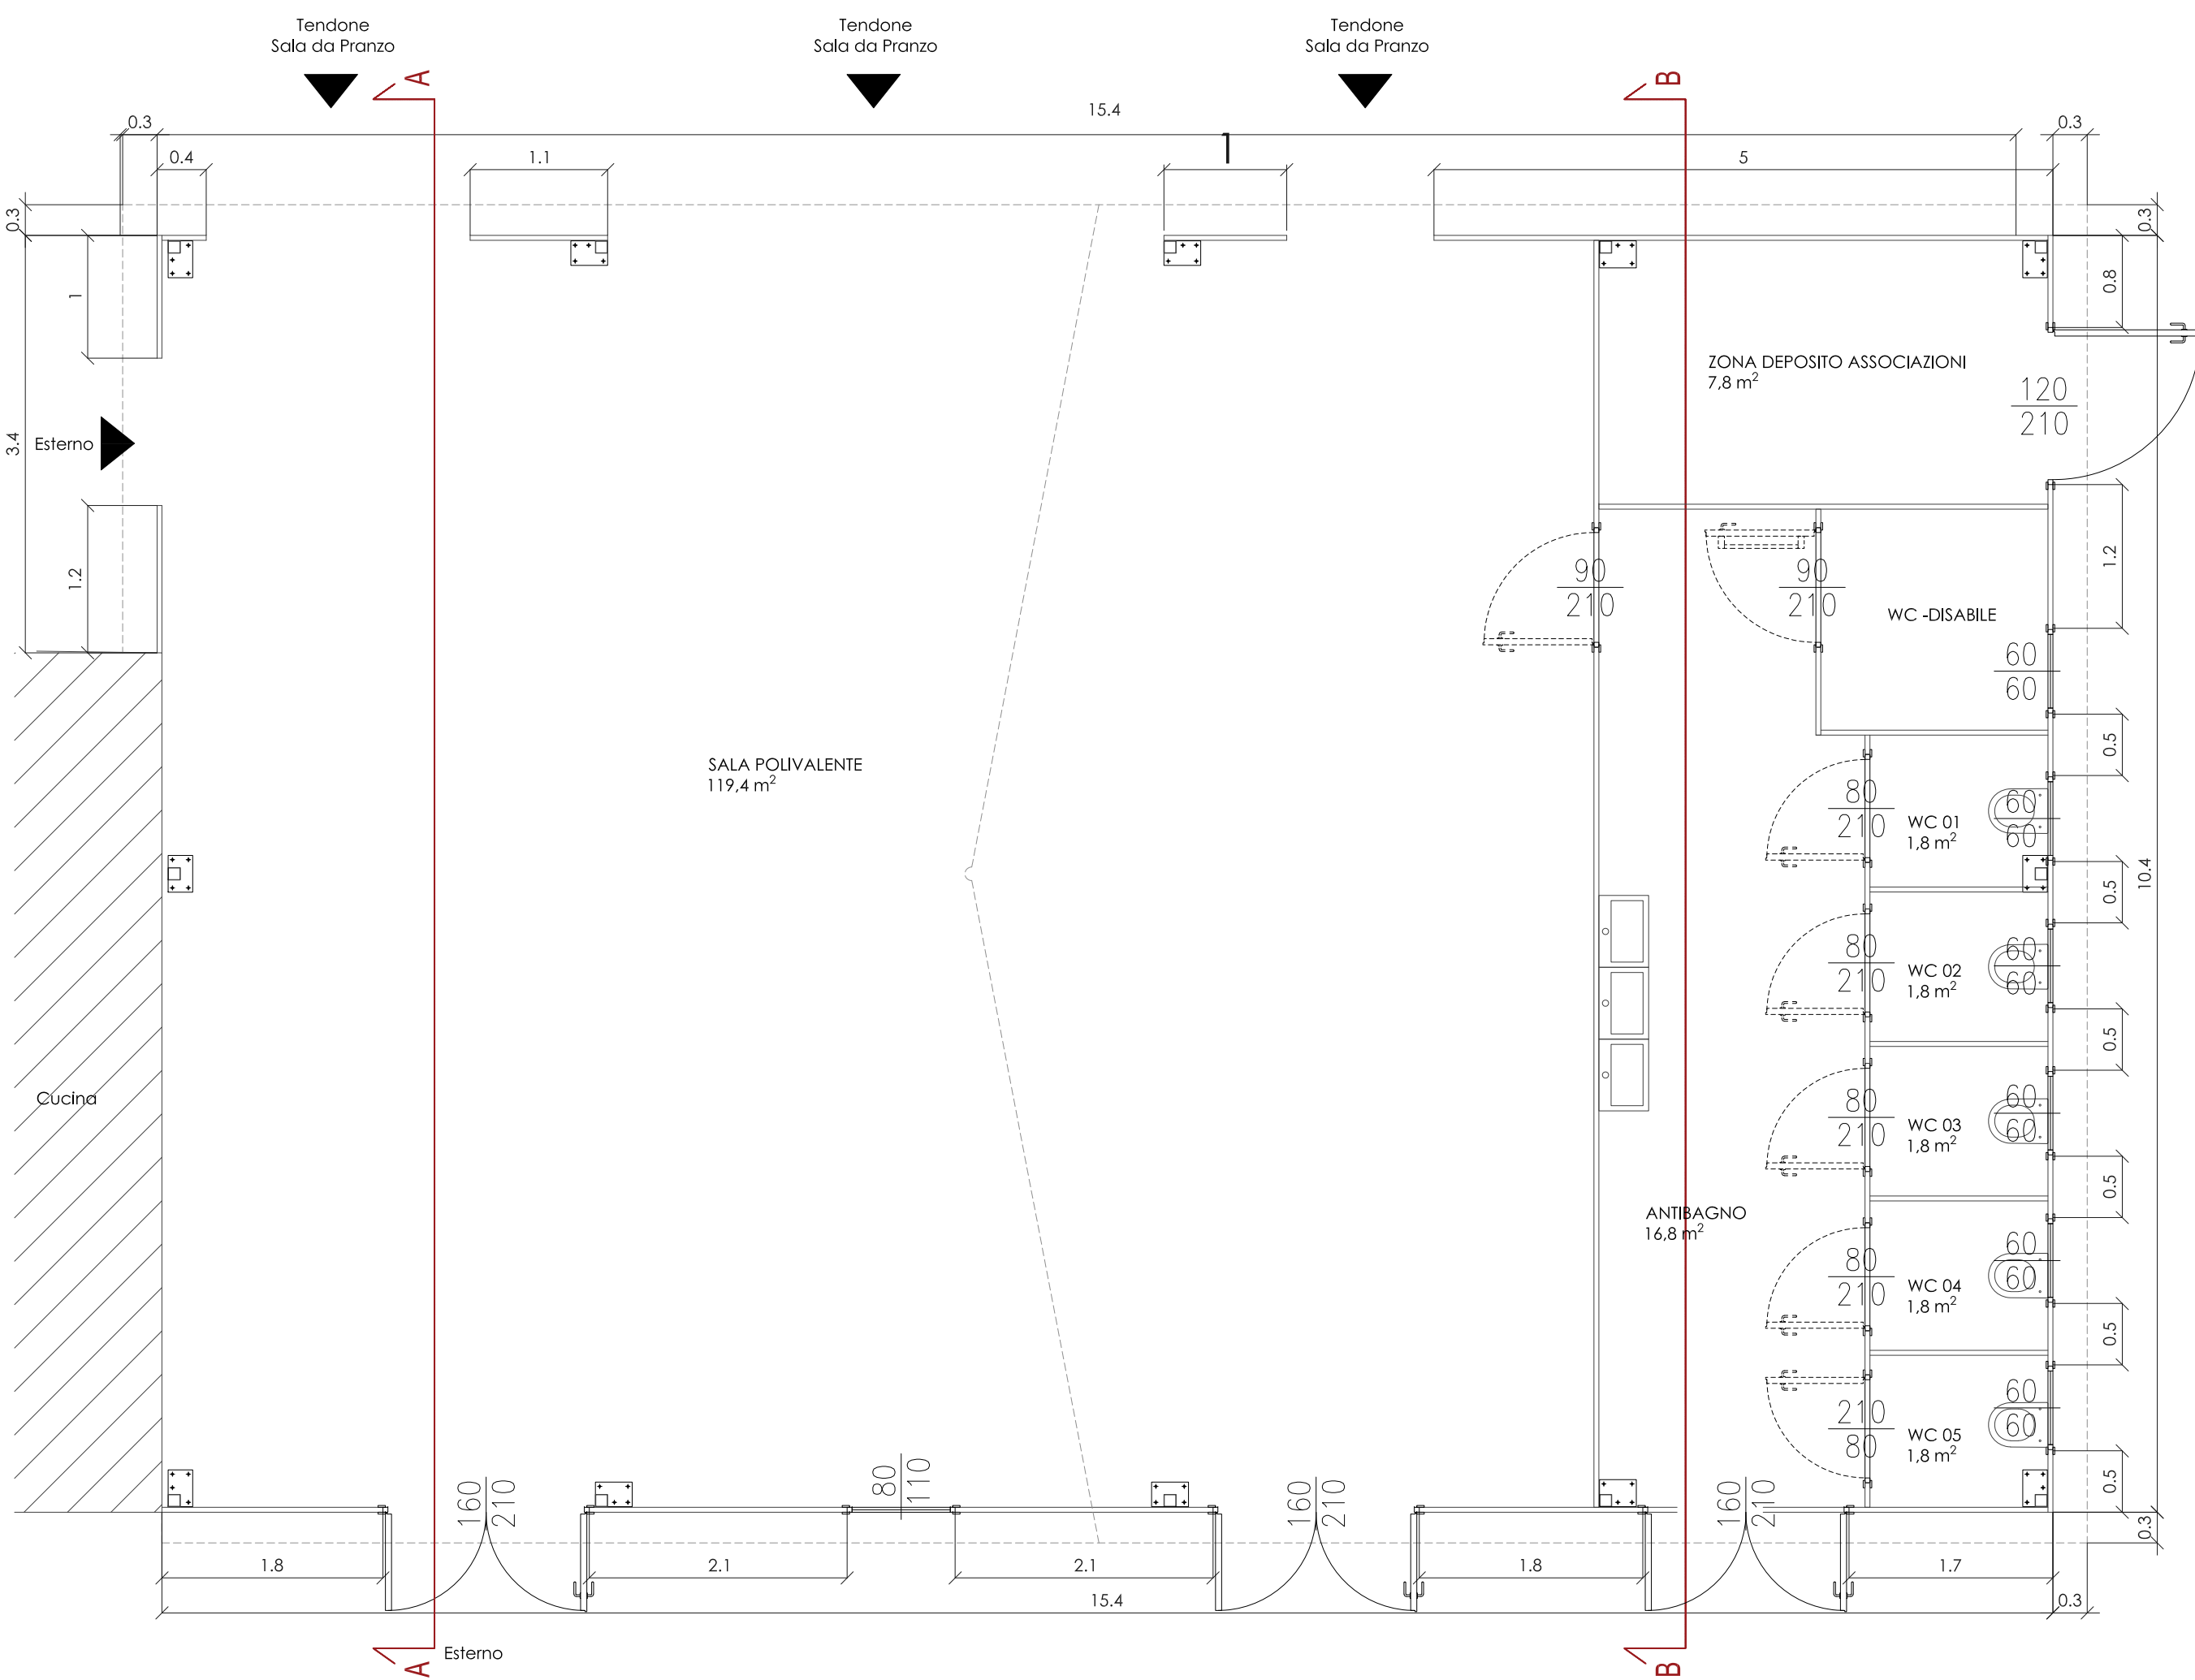 Tendone
Sala da Pranzo
Tendone
Sala da Pranzo
Tendone
Sala da Pranzo
A
B
15.4
0.3
0.3
0.4
1.1
1
5
0.3
0.3
1
0.8
ZONA DEPOSITO ASSOCIAZIONI
7,8 m²
120
210
3.4
Esterno
1.2
1.2
90
210
90
210
WC -DISABILE
60
60
0.5
SALA POLIVALENTE
119,4 m²
80
210
WC 01
1,8 m²
60
60
10.4
0.5
80
210
WC 02
1,8 m²
60
60
0.5
Cucina
80
210
WC 03
1,8 m²
60
60
0.5
ANTIBAGNO
16,8 m²
80
210
WC 04
1,8 m²
60
60
0.5
210
80
WC 05
1,8 m²
60
60
0.5
160
210
80
110
160
210
160
210
0.3
1.8
2.1
2.1
1.8
1.7
15.4
0.3
A
Esterno
B